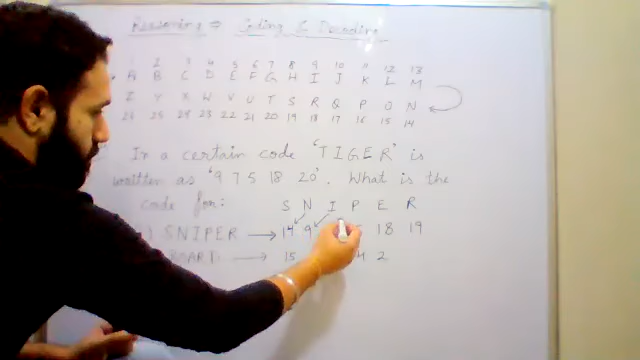 Reasoning ⇒ Coding & Decoding
1 2 3 4 5 6 7 8 9 10 11 12 13
A B C D E F G H I J K L M
Z Y X W V U T S R Q P O N
26 25 24 23 22 21 20 19 18 17 16 15 14
In a certain code 'TIGER' is
written as '9 7 5 18 20'. What is the
code for:
S N I P E R
SNIPER → 14 9 18 19
BOARD → 15 4 2